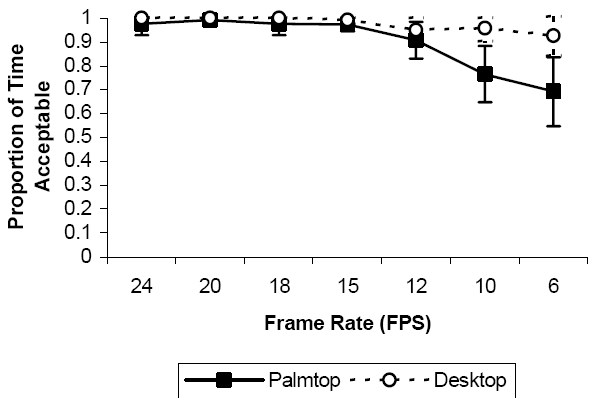 Proportion of Time
Acceptable
1
0.9
0.8
0.7
0.6
0.5
0.4
0.3
0.2
0.1
0
24 20 18 15 12 10 6
Frame Rate (FPS)
Palmtop Desktop